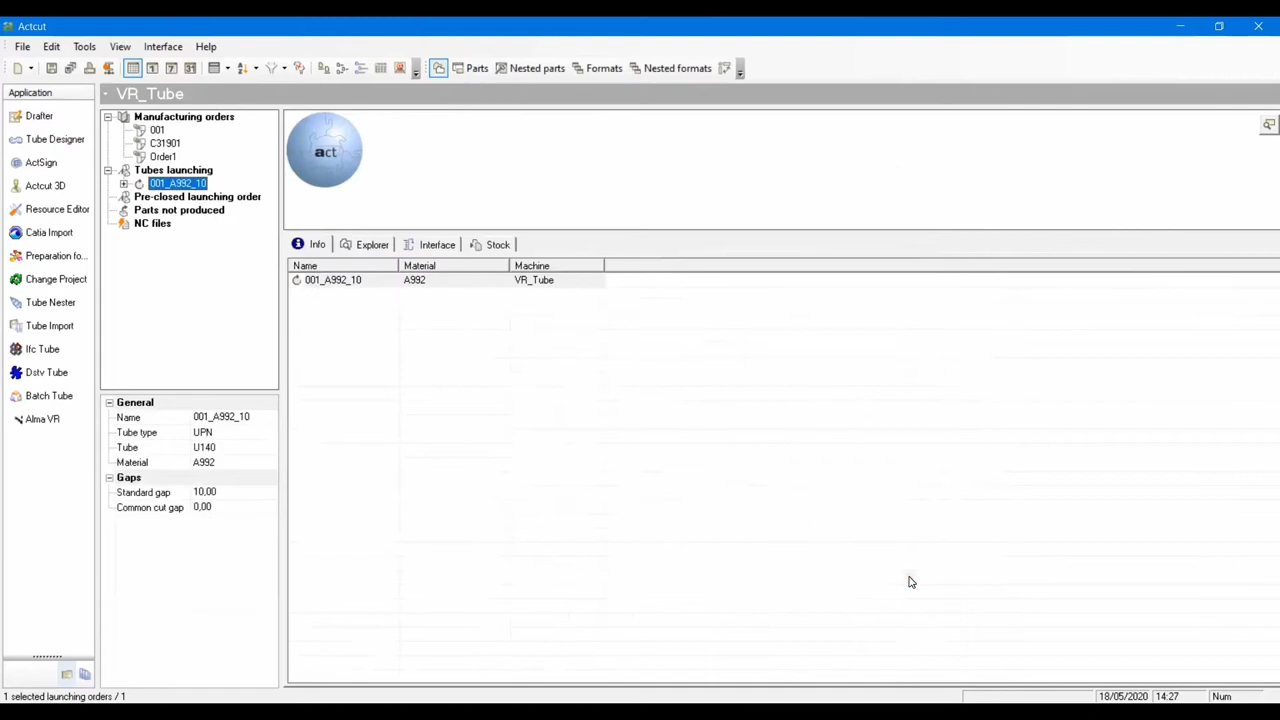 Actcut
File Edit Tools View Interface Help
Parts Nested parts Formats Nested formats
Application
Drafter
Tube Designer
ActSign
Actcut 3D
Resource Editor
Catia Import
Preparation fo...
Change Project
Tube Nester
Tube Import
Ifc Tube
Dstv Tube
Batch Tube
Alma VR
VR_Tube
Manufacturing orders
001
C31901
Order1
Tubes launching
001_A992_10
Pre-closed launching order
Parts not produced
NC files
General
Name 001_A992_10
Tube type UPN
Tube U140
Material A992
Gaps
Standard gap 10,00
Common cut gap 0,00
act
Info Explorer Interface Stock
Name Material Machine
001_A992_10 A992 VR_Tube
1 selected launching orders / 1
18/05/2020 14:27 Num